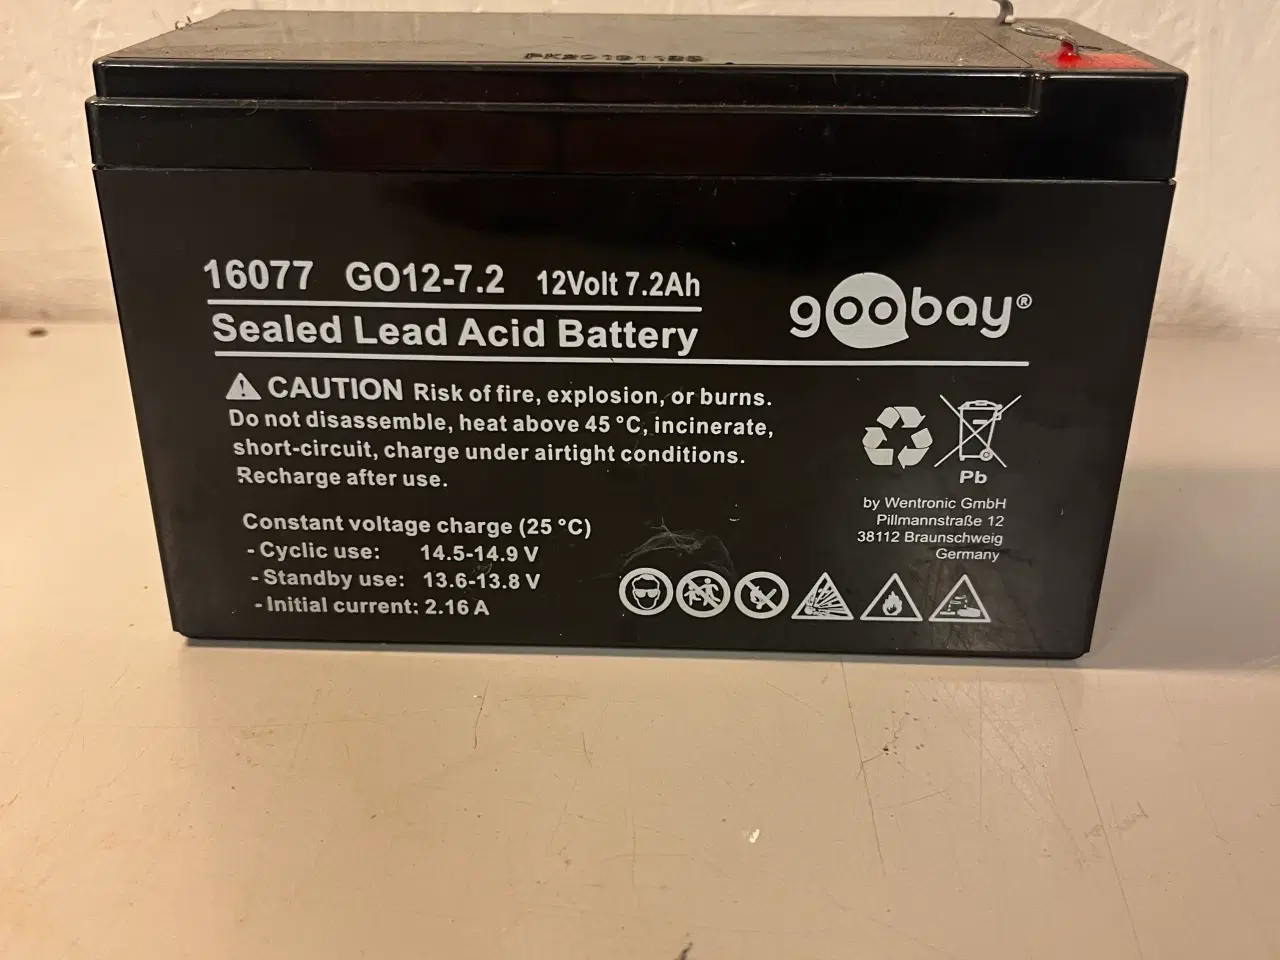 16077 GO12-7.2 12Volt 7.2Ah
Sealed Lead Acid Battery
goobay®
CAUTION Risk of fire, explosion, or burns.
Do not disassemble, heat above 45 °C, incinerate,
short-circuit, charge under airtight conditions.
Recharge after use.
Constant voltage charge (25 °C)
- Cyclic use: 14.5-14.9 V
- Standby use: 13.6-13.8 V
- Initial current: 2.16 A
Pb
by Wentronic GmbH
Pillmannstraße 12
38112 Braunschweig
Germany